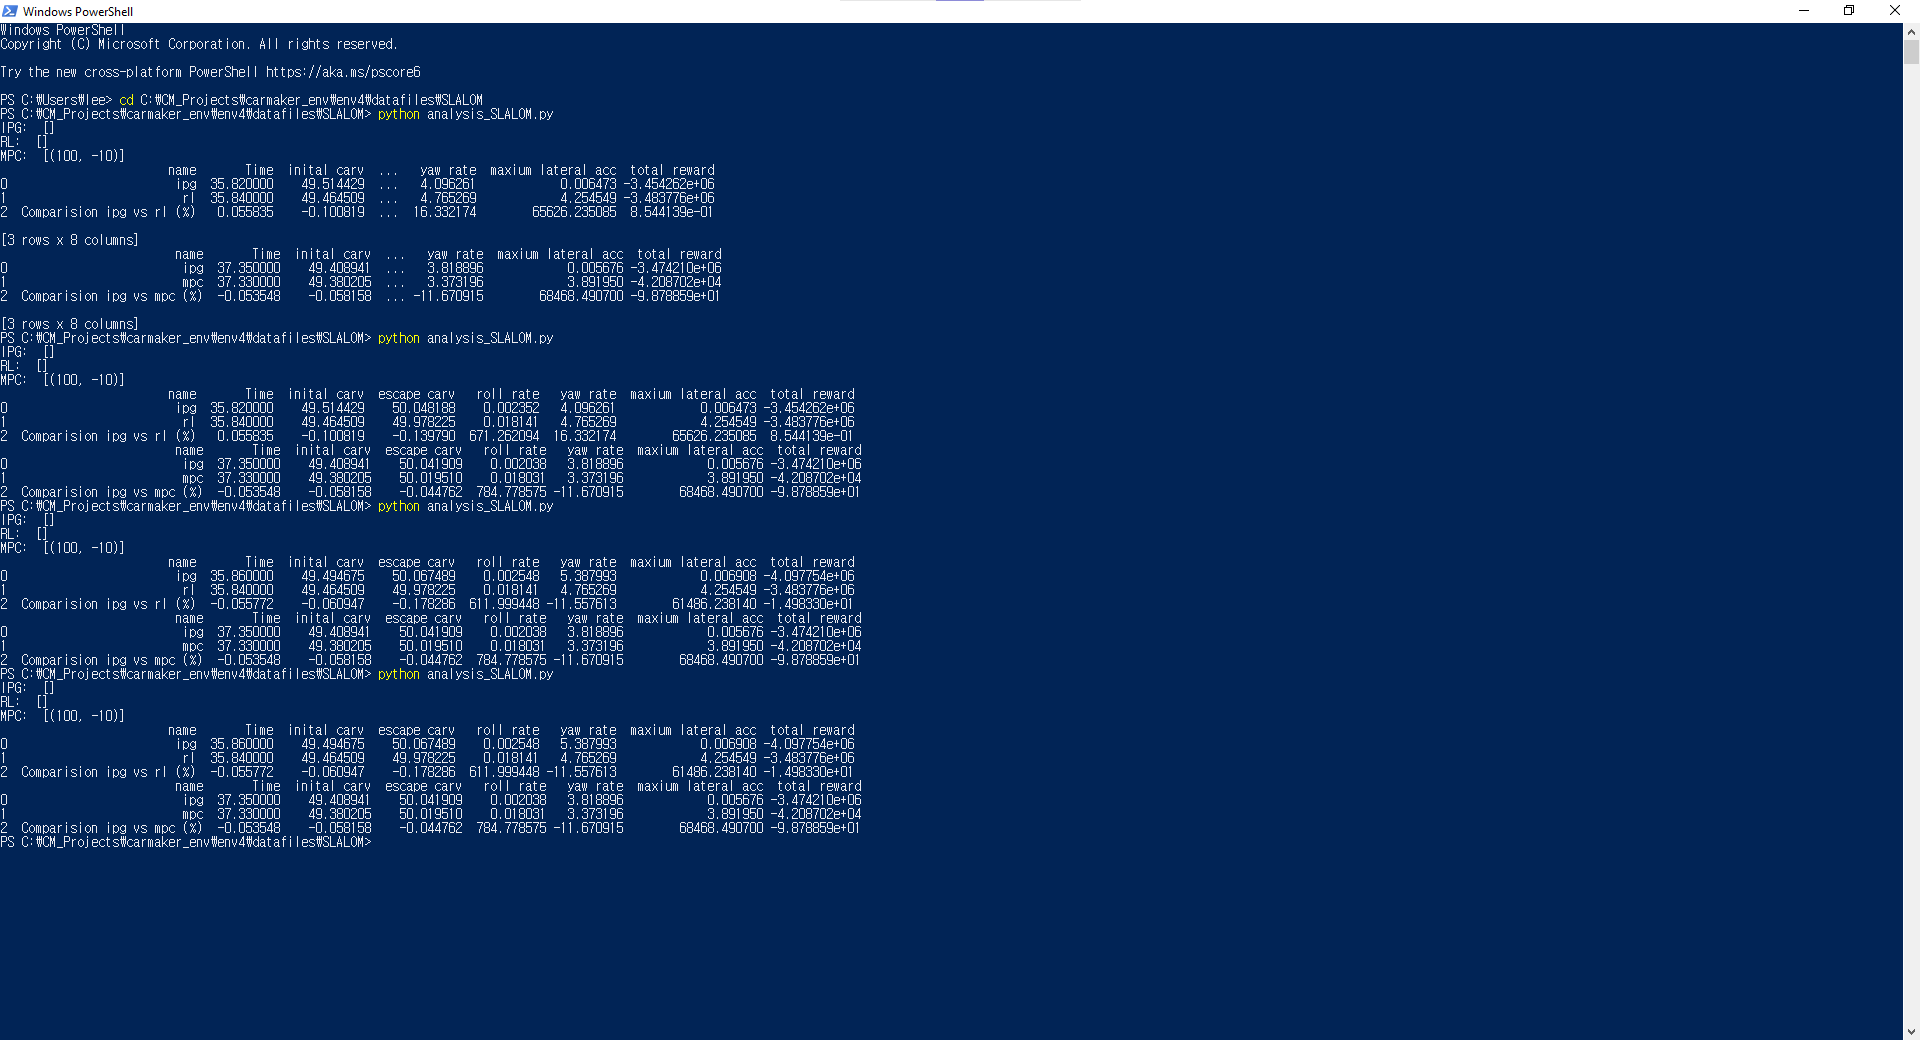 Windows PowerShell
Windows PowerShell
Copyright (C) Microsoft Corporation. All rights reserved.
Try the new cross-platform PowerShell https://aka.ms/pscore6
PS C:₩Users₩lee> cd C:₩CM_Projects₩carmaker_env₩env4₩datafiles₩SLALOM
PS C:₩CM_Projects₩carmaker_env₩env4₩datafiles₩SLALOM> python analysis_SLALOM.py
IPG:  []
RL:  []
MPC:  [(100, -10)]
name Time inital carv ... yaw rate maxium lateral acc total reward
0 ipg 35.820000 49.514429 ... 4.096261 0.006473 -3.454262e+06
1 rl 35.840000 49.464509 ... 4.765269 4.254549 -3.483776e+06
2 Comparision ipg vs rl (%) 0.055835 -0.100819 ... 16.332174 65626.235085 8.544139e-01
[3 rows x 8 columns]
name Time inital carv ... yaw rate maxium lateral acc total reward
0 ipg 37.350000 49.408941 ... 3.818896 0.005676 -3.474210e+06
1 mpc 37.330000 49.380205 ... 3.373196 3.891950 -4.208702e+04
2 Comparision ipg vs mpc (%) -0.053548 -0.058158 ... -11.670915 68468.490700 -9.878859e+01
[3 rows x 8 columns]
PS C:₩CM_Projects₩carmaker_env₩env4₩datafiles₩SLALOM> python analysis_SLALOM.py
IPG:  []
RL:  []
MPC:  [(100, -10)]
name Time inital carv escape carv roll rate yaw rate maxium lateral acc total reward
0 ipg 35.820000 49.514429 50.048188 0.002352 4.096261 0.006473 -3.454262e+06
1 rl 35.840000 49.464509 49.978225 0.018141 4.765269 4.254549 -3.483776e+06
2 Comparision ipg vs rl (%) 0.055835 -0.100819 -0.139790 671.262094 16.332174 65626.235085 8.544139e-01
name Time inital carv escape carv roll rate yaw rate maxium lateral acc total reward
0 ipg 37.350000 49.408941 50.041909 0.002038 3.818896 0.005676 -3.474210e+06
1 mpc 37.330000 49.380205 50.019510 0.018031 3.373196 3.891950 -4.208702e+04
2 Comparision ipg vs mpc (%) -0.053548 -0.058158 -0.044762 784.778575 -11.670915 68468.490700 -9.878859e+01
PS C:₩CM_Projects₩carmaker_env₩env4₩datafiles₩SLALOM> python analysis_SLALOM.py
IPG:  []
RL:  []
MPC:  [(100, -10)]
name Time inital carv escape carv roll rate yaw rate maxium lateral acc total reward
0 ipg 35.860000 49.494675 50.067489 0.002548 5.387993 0.006908 -4.097754e+06
1 rl 35.840000 49.464509 49.978225 0.018141 4.765269 4.254549 -3.483776e+06
2 Comparision ipg vs rl (%) -0.055772 -0.060947 -0.178286 611.999448 -11.557613 61486.238140 -1.498330e+01
name Time inital carv escape carv roll rate yaw rate maxium lateral acc total reward
0 ipg 37.350000 49.408941 50.041909 0.002038 3.818896 0.005676 -3.474210e+06
1 mpc 37.330000 49.380205 50.019510 0.018031 3.373196 3.891950 -4.208702e+04
2 Comparision ipg vs mpc (%) -0.053548 -0.058158 -0.044762 784.778575 -11.670915 68468.490700 -9.878859e+01
PS C:₩CM_Projects₩carmaker_env₩env4₩datafiles₩SLALOM> python analysis_SLALOM.py
IPG:  []
RL:  []
MPC:  [(100, -10)]
name Time inital carv escape carv roll rate yaw rate maxium lateral acc total reward
0 ipg 35.860000 49.494675 50.067489 0.002548 5.387993 0.006908 -4.097754e+06
1 rl 35.840000 49.464509 49.978225 0.018141 4.765269 4.254549 -3.483776e+06
2 Comparision ipg vs rl (%) -0.055772 -0.060947 -0.178286 611.999448 -11.557613 61486.238140 -1.498330e+01
name Time inital carv escape carv roll rate yaw rate maxium lateral acc total reward
0 ipg 37.350000 49.408941 50.041909 0.002038 3.818896 0.005676 -3.474210e+06
1 mpc 37.330000 49.380205 50.019510 0.018031 3.373196 3.891950 -4.208702e+04
2 Comparision ipg vs mpc (%) -0.053548 -0.058158 -0.044762 784.778575 -11.670915 68468.490700 -9.878859e+01
PS C:₩CM_Projects₩carmaker_env₩env4₩datafiles₩SLALOM>